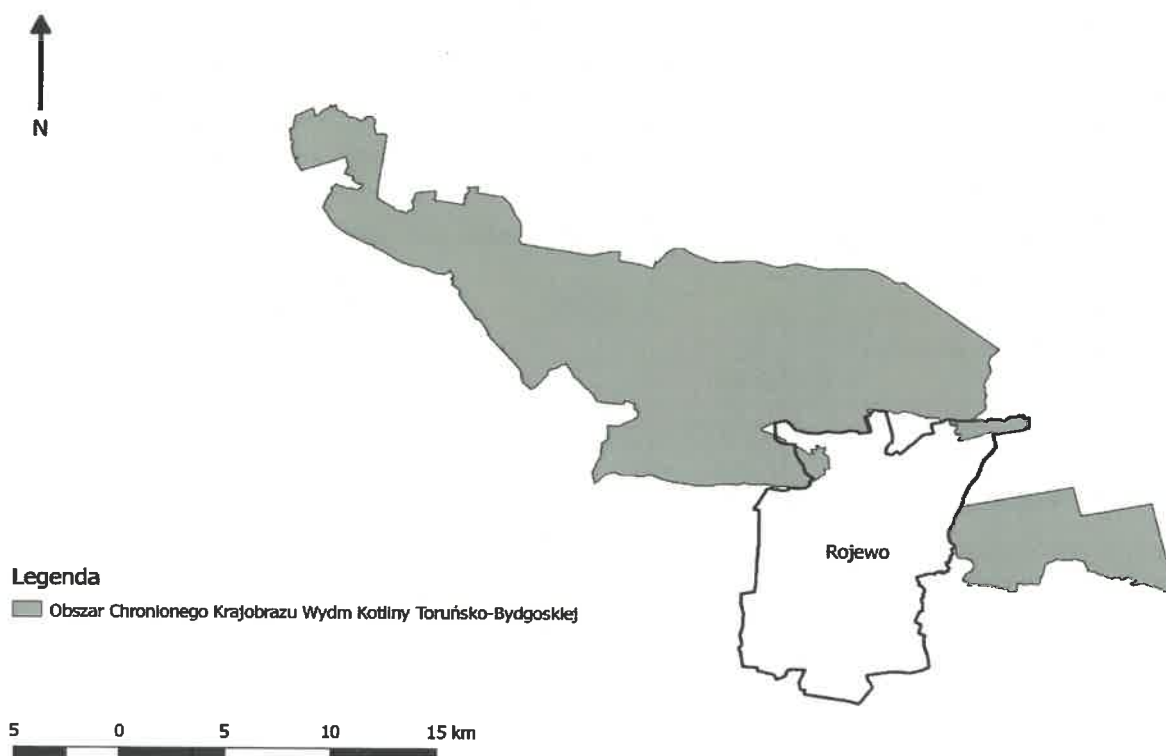 N
Rojewo
Legenda
Obszar Chronionego Krajobrazu Wydm Kotliny Toruńsko-Bydgoskiej
5 0 5 10 15 km